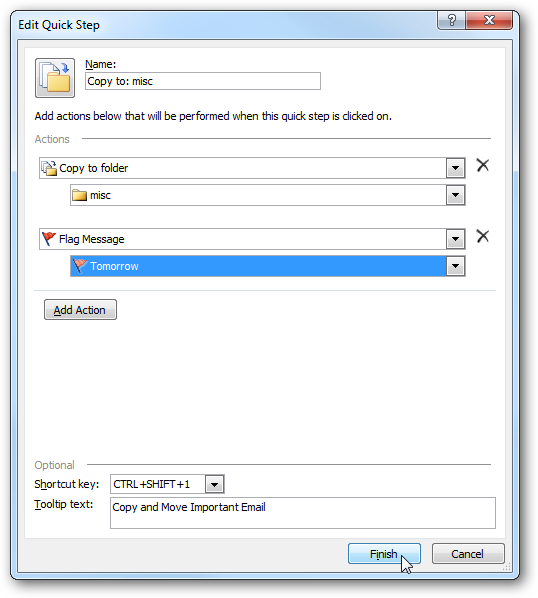 Edit Quick Step
Name:
Copy to: misc
Add actions below that will be performed when this quick step is clicked on.
Actions
Copy to folder
misc
Flag Message
Tomorrow
Add Action
Optional
Shortcut key: CTRL+SHIFT+1
Tooltip text: Copy and Move Important Email
Finish Cancel